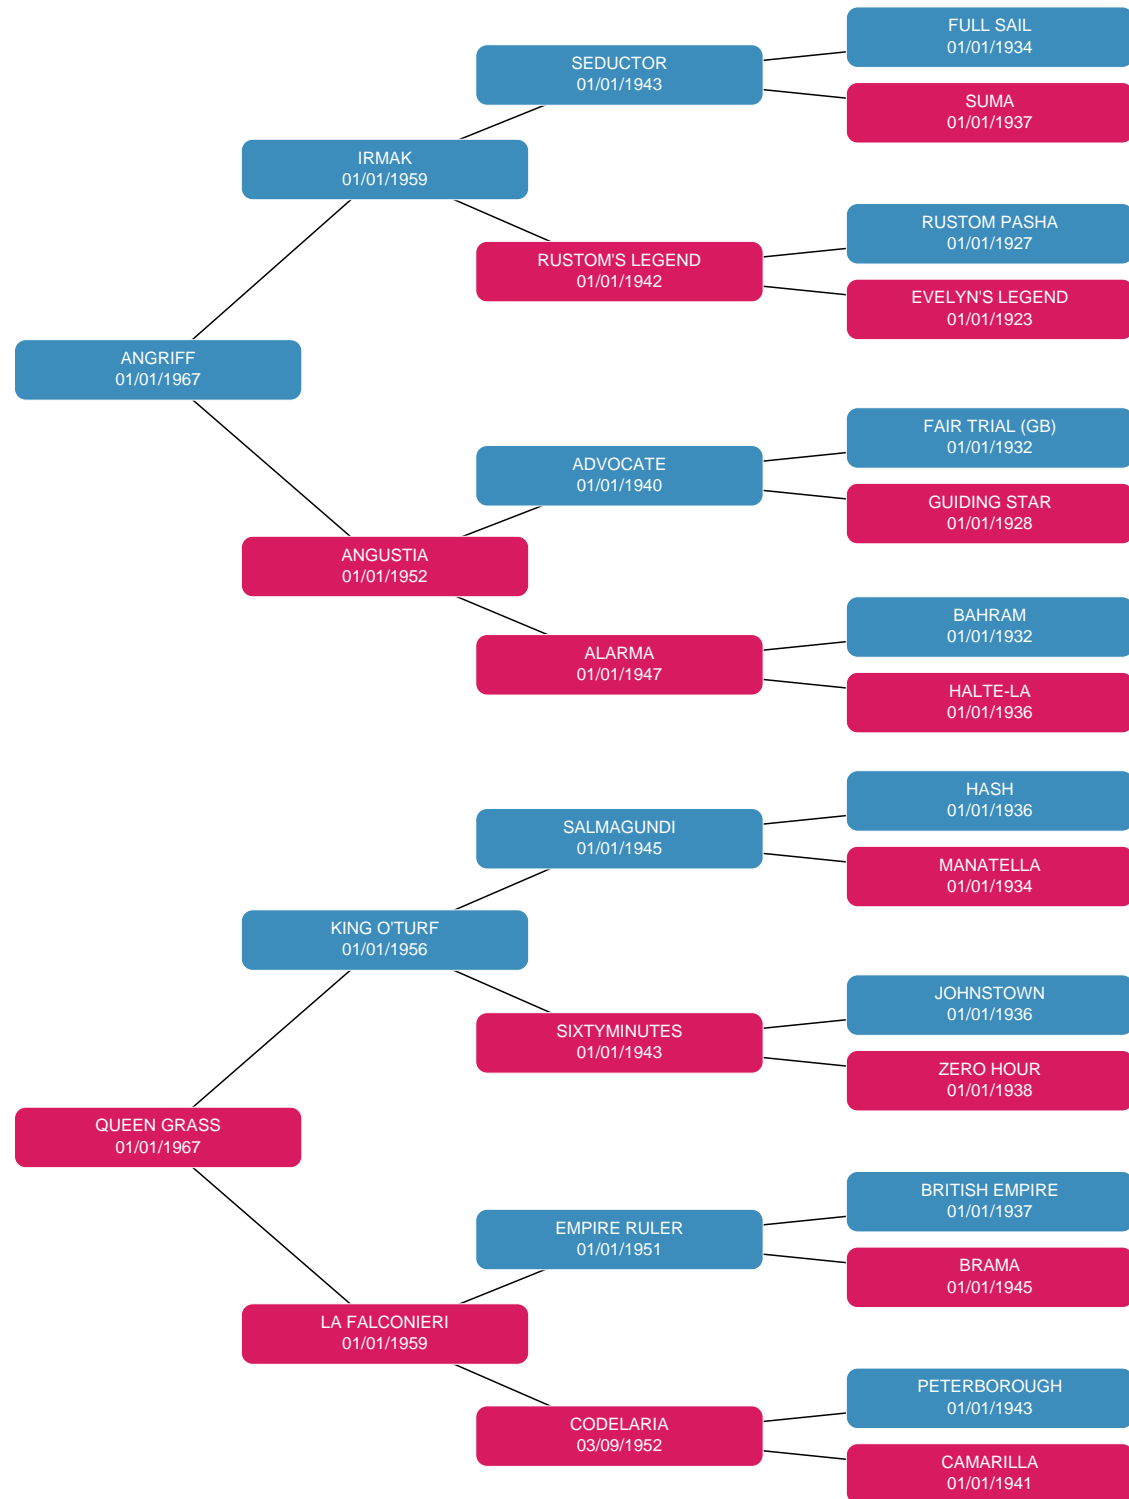 FULL SAIL
01/01/1934
SEDUCTOR
01/01/1943
SUMA
01/01/1937
IRMAK
01/01/1959
RUSTOM PASHA
01/01/1927
RUSTOM'S LEGEND
01/01/1942
EVELYN'S LEGEND
01/01/1923
ANGRIFF
01/01/1967
FAIR TRIAL (GB)
01/01/1932
ADVOCATE
01/01/1940
GUIDING STAR
01/01/1928
ANGUSTIA
01/01/1952
BAHRAM
01/01/1932
ALARMA
01/01/1947
HALTE-LA
01/01/1936
HASH
01/01/1936
SALMAGUNDI
01/01/1945
MANATELLA
01/01/1934
KING O'TURF
01/01/1956
JOHNSTOWN
01/01/1936
SIXTYMINUTES
01/01/1943
ZERO HOUR
01/01/1938
QUEEN GRASS
01/01/1967
BRITISH EMPIRE
01/01/1937
EMPIRE RULER
01/01/1951
BRAMA
01/01/1945
LA FALCONIERI
01/01/1959
PETERBOROUGH
01/01/1943
CODELARIA
03/09/1952
CAMARILLA
01/01/1941